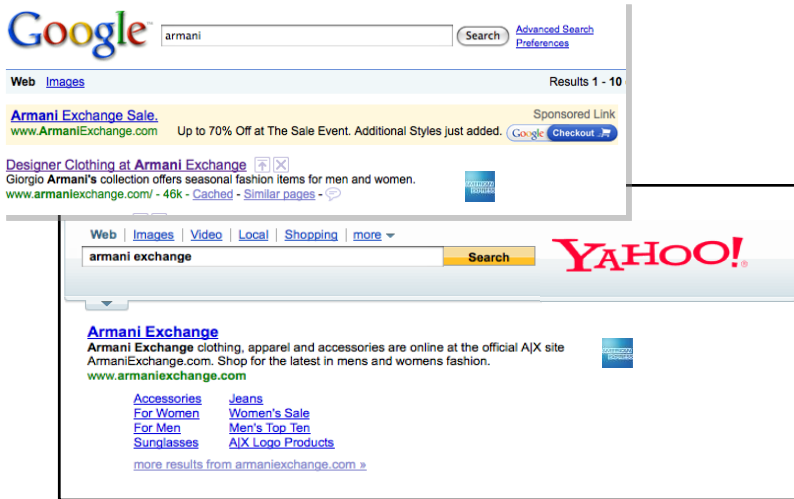 Google™ armani Search Advanced Search
Preferences
Web Images Results 1 - 10
Armani Exchange Sale. Sponsored Link
www.ArmaniExchange.com Up to 70% Off at The Sale Event. Additional Styles just added. Google Checkout
Designer Clothing at Armani Exchange
Giorgio Armani's collection offers seasonal fashion items for men and women.
www.armaniexchange.com/ - 46k - Cached - Similar pages -
AMERICAN EXPRESS
Web | Images | Video | Local | Shopping | more
armani exchange Search YAHOO!
Armani Exchange
Armani Exchange clothing, apparel and accessories are online at the official A|X site
ArmaniExchange.com. Shop for the latest in mens and womens fashion.
www.armaniexchange.com
AMERICAN EXPRESS
Accessories Jeans
For Women Women's Sale
For Men Men's Top Ten
Sunglasses A|X Logo Products
more results from armaniexchange.com »